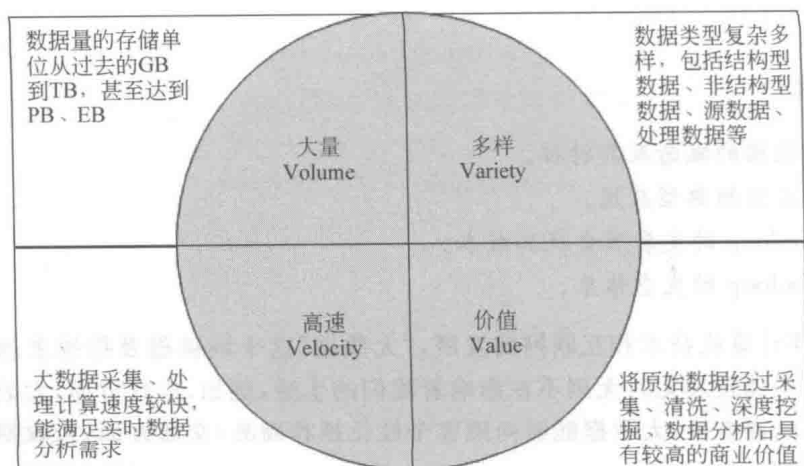 数据量的存储单
位从过去的GB
到TB，甚至达到
PB、EB
数据类型复杂多
样，包括结构型
数据、非结构型
数据、源数据、
处理数据等
大量
Volume
多样
Variety
高速
Velocity
价值
Value
大数据采集、处
理计算速度较快，
能满足实时数据
分析需求
将原始数据经过采
集、清洗、深度挖
掘、数据分析后具
有较高的商业价值